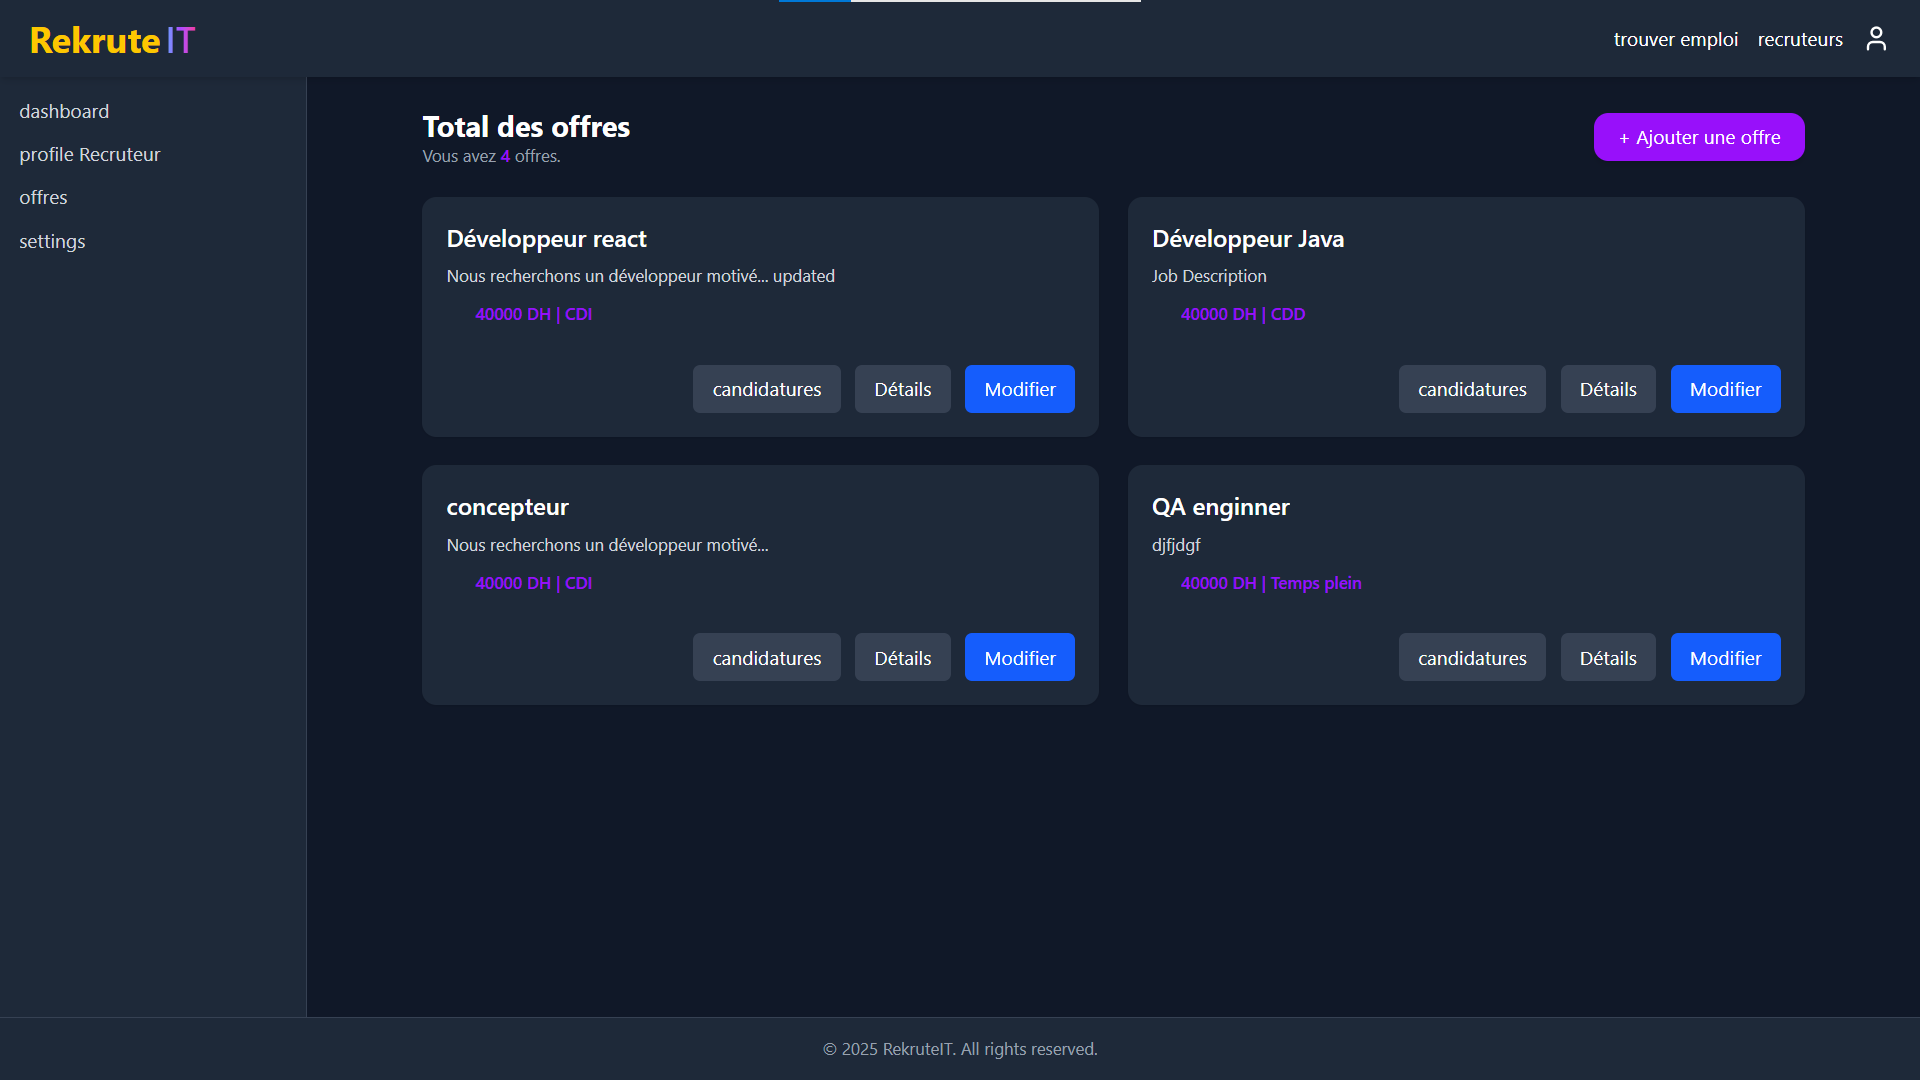 Rekrute IT
trouver emploi
recruteurs
dashboard
profile Recruteur
offres
settings
Total des offres
Vous avez 4 offres.
+ Ajouter une offre
Développeur react
Nous recherchons un développeur motivé... updated
40000 DH | CDI
candidatures
Détails
Modifier
Développeur Java
Job Description
40000 DH | CDD
candidatures
Détails
Modifier
concepteur
Nous recherchons un développeur motivé...
40000 DH | CDI
candidatures
Détails
Modifier
QA enginner
djfjdgf
40000 DH | Temps plein
candidatures
Détails
Modifier
© 2025 RekruteIT. All rights reserved.